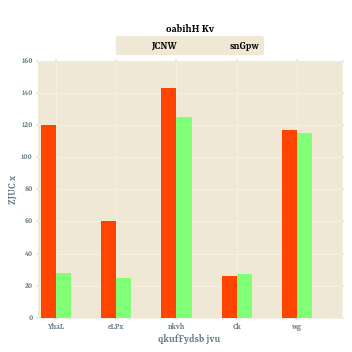 oabihH Kv
JCNW snGpw
ZJUC x
160
140
120
100
80
60
40
20
0
YhaL eLPx nkvh Ck wg
qkufFydsb jvu